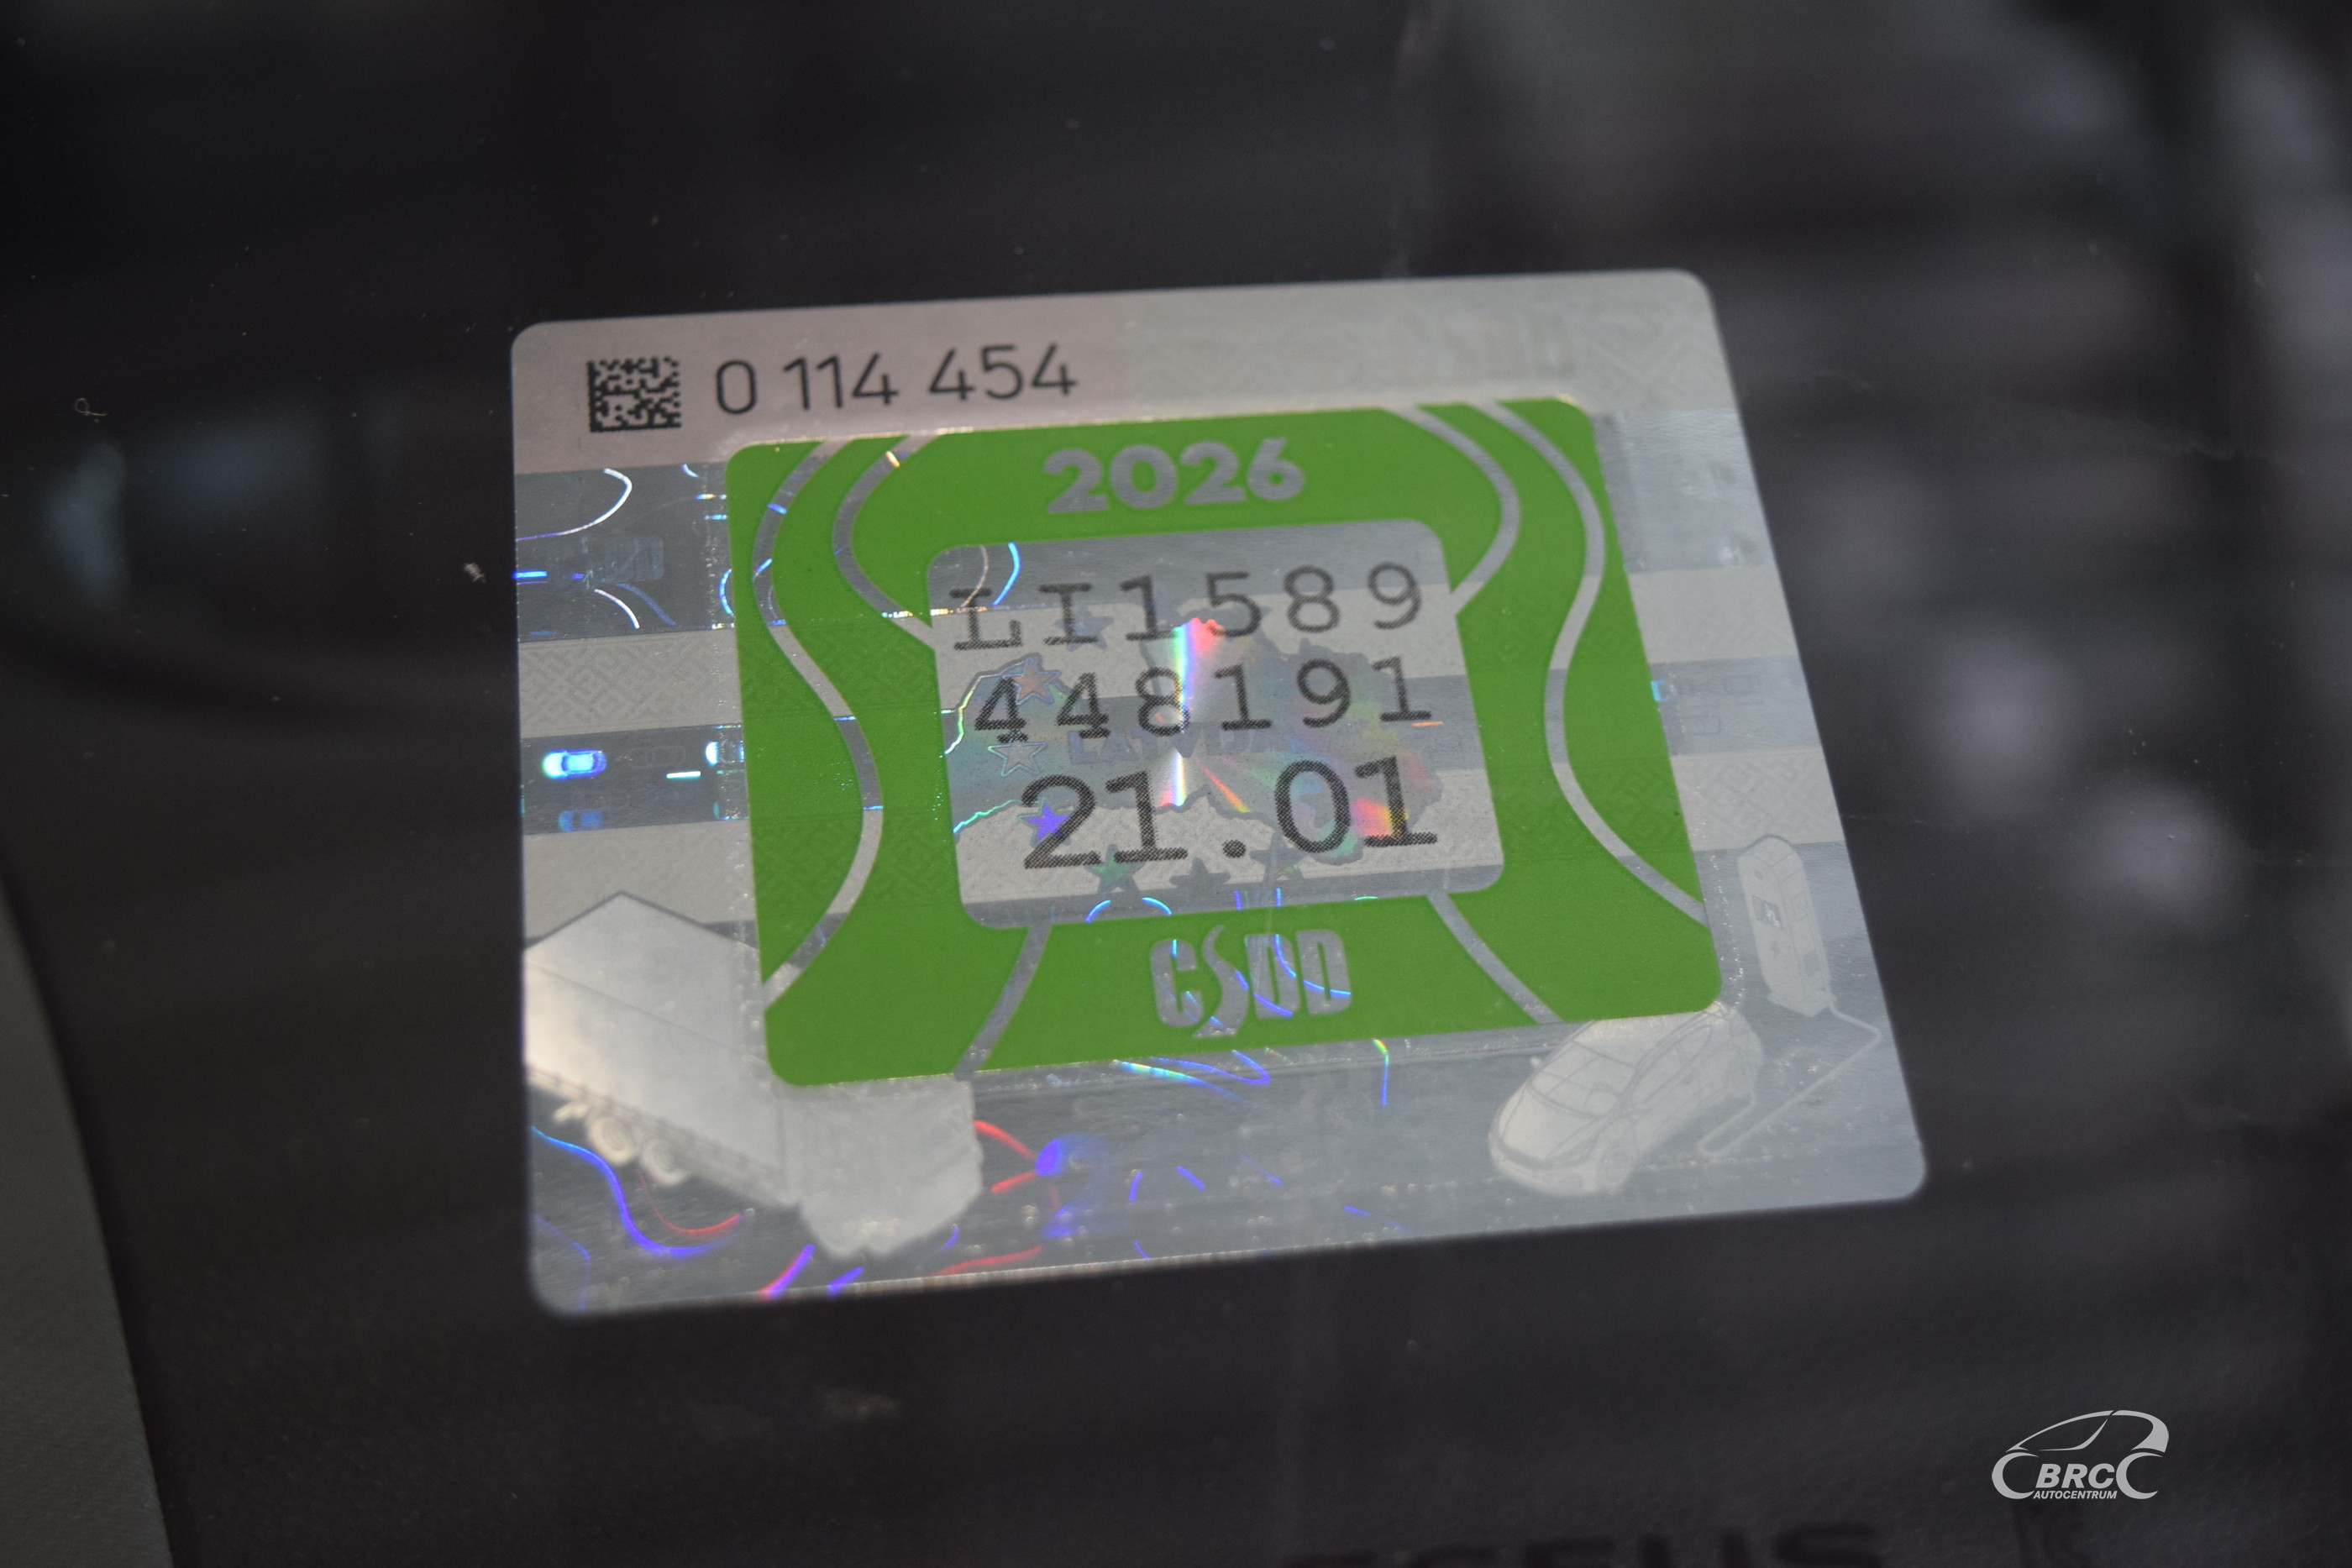 0 114 454
2026
LI1589
448191
21.01
CSDD
BRC
AUTOCENTRUM